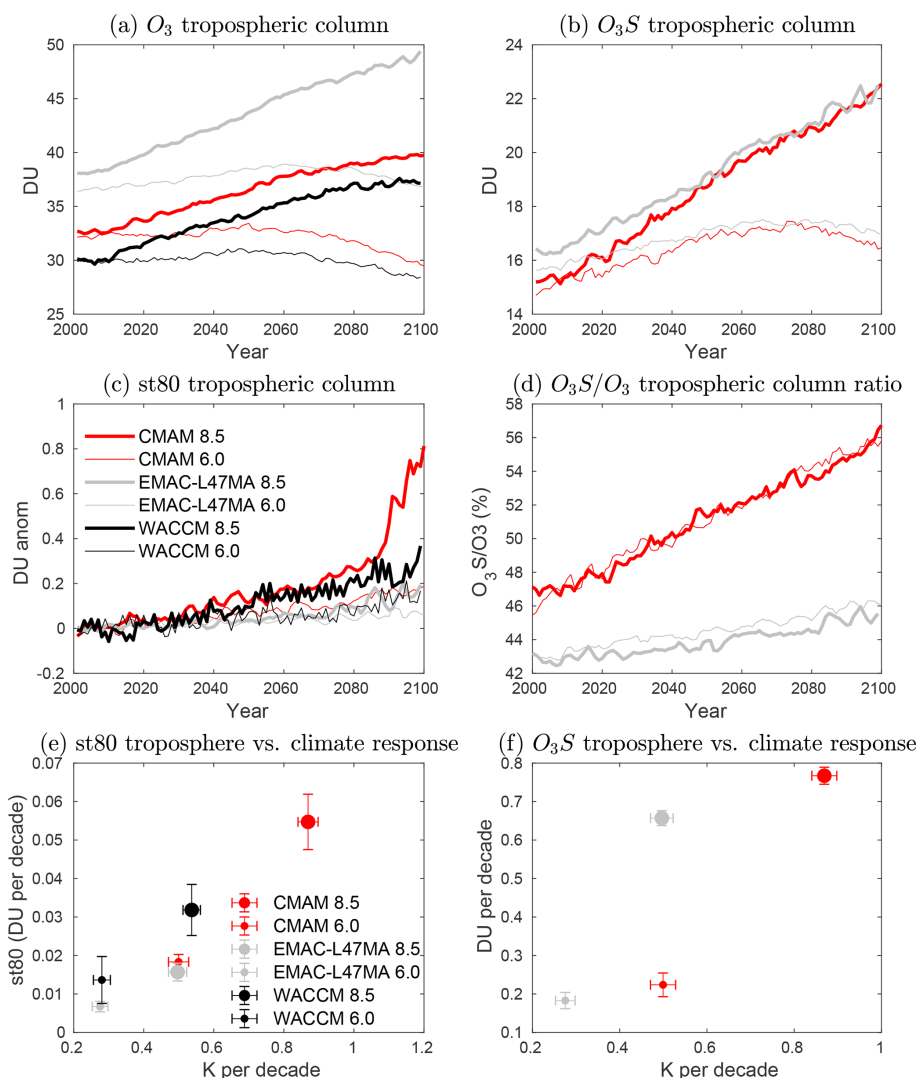 (a) O₃ tropospheric column
50
45
40
35
30
25
DU
2000 2020 2040 2060 2080 2100
Year
(b) O₃S tropospheric column
24
22
20
18
16
14
DU
2000 2020 2040 2060 2080 2100
Year
(c) st80 tropospheric column
1
0.8
0.6
0.4
0.2
0
-0.2
DU anom
CMAM 8.5
CMAM 6.0
EMAC-L47MA 8.5
EMAC-L47MA 6.0
WACCM 8.5
WACCM 6.0
2000 2020 2040 2060 2080 2100
Year
(d) O₃S/O₃ tropospheric column ratio
58
56
54
52
50
48
46
44
42
O₃S/O3 (%)
2000 2020 2040 2060 2080 2100
Year
(e) st80 troposphere vs. climate response
0.07
0.06
0.05
0.04
0.03
0.02
0.01
0
st80 (DU per decade)
CMAM 8.5
CMAM 6.0
EMAC-L47MA 8.5
EMAC-L47MA 6.0
WACCM 8.5
WACCM 6.0
0.2 0.4 0.6 0.8 1 1.2
K per decade
(f) O₃S troposphere vs. climate response
0.8
0.7
0.6
0.5
0.4
0.3
0.2
0.1
DU per decade
0.2 0.4 0.6 0.8 1
K per decade